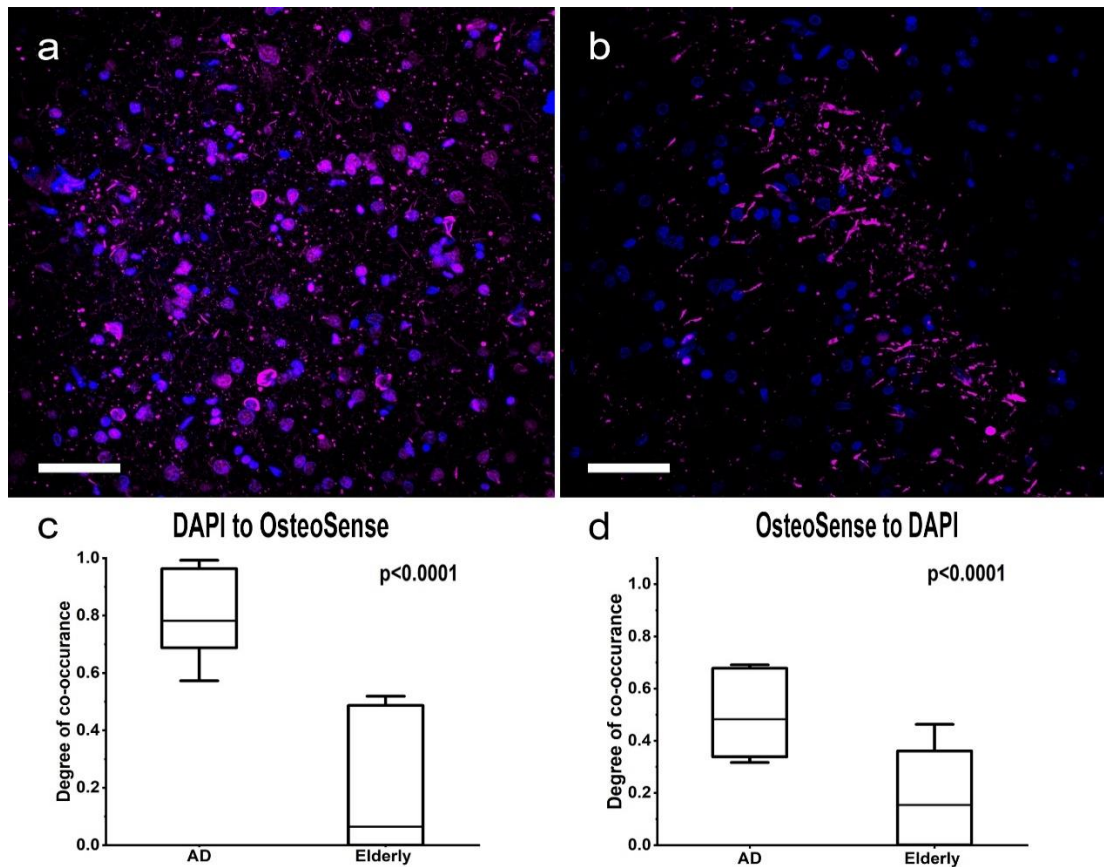 a
b
c
DAPI to OsteoSense
p<0.0001
Degree of co-occurance
1.0
0.8
0.6
0.4
0.2
0.0
AD
Elderly
d
OsteoSense to DAPI
p<0.0001
Degree of co-occurance
1.0
0.8
0.6
0.4
0.2
0.0
AD
Elderly